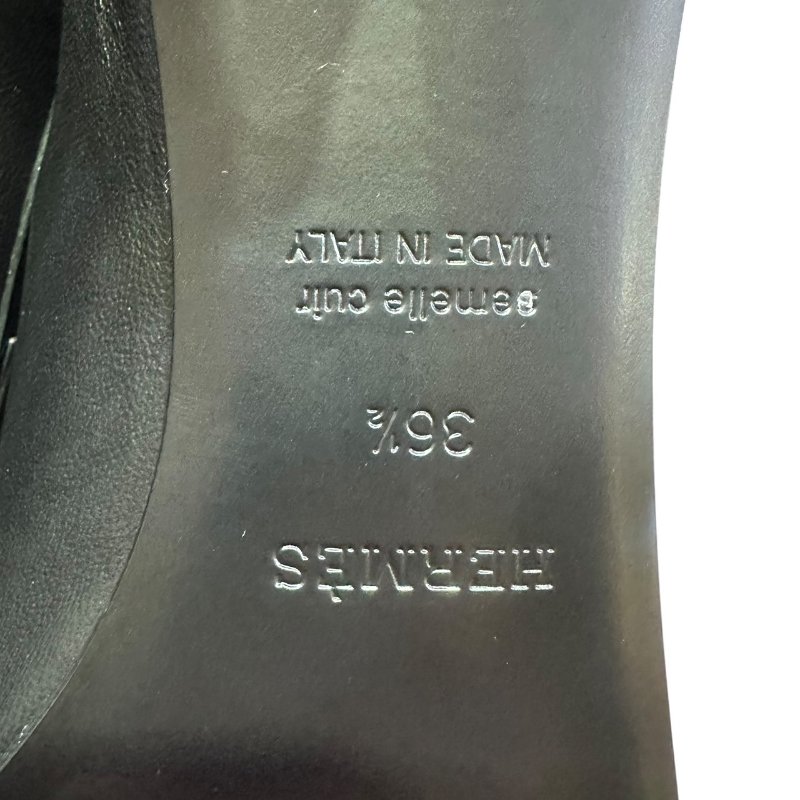 HERMÈS
36½
semelle cuir
MADE IN ITALY